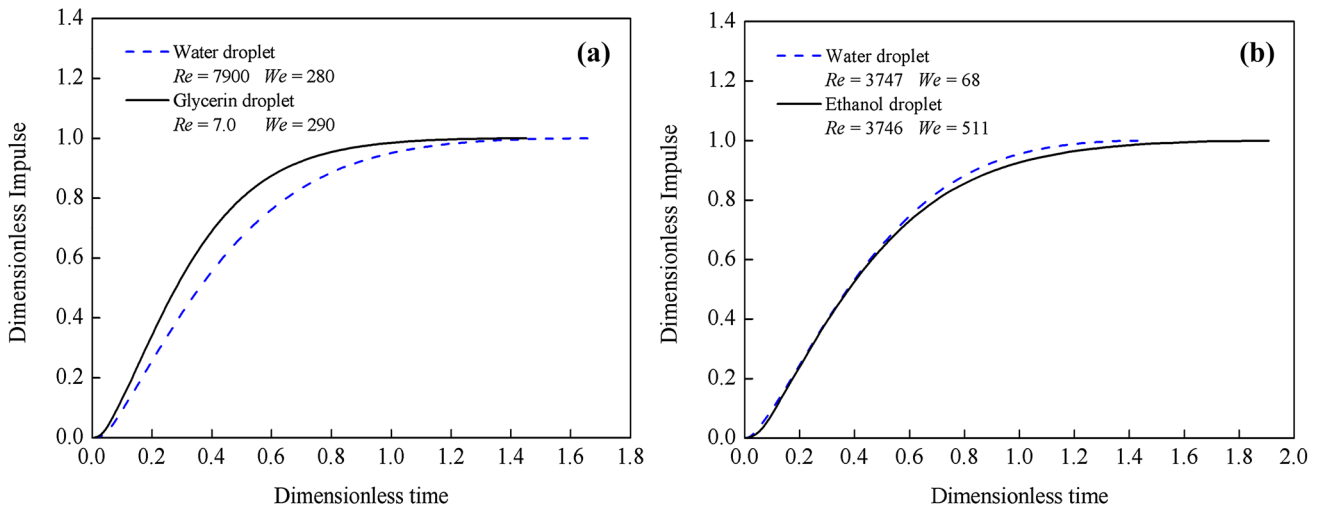 1.4
1.2
1.0
0.8
0.6
0.4
0.2
0.0
Dimensionless Impulse
Water droplet
Re = 7900 We = 280
Glycerin droplet
Re = 7.0 We = 290
(a)
0.0 0.2 0.4 0.6 0.8 1.0 1.2 1.4 1.6 1.8
Dimensionless time
1.4
1.2
1.0
0.8
0.6
0.4
0.2
0.0
Dimensionless Impulse
Water droplet
Re = 3747 We = 68
Ethanol droplet
Re = 3746 We = 511
(b)
0.0 0.2 0.4 0.6 0.8 1.0 1.2 1.4 1.6 1.8 2.0
Dimensionless time